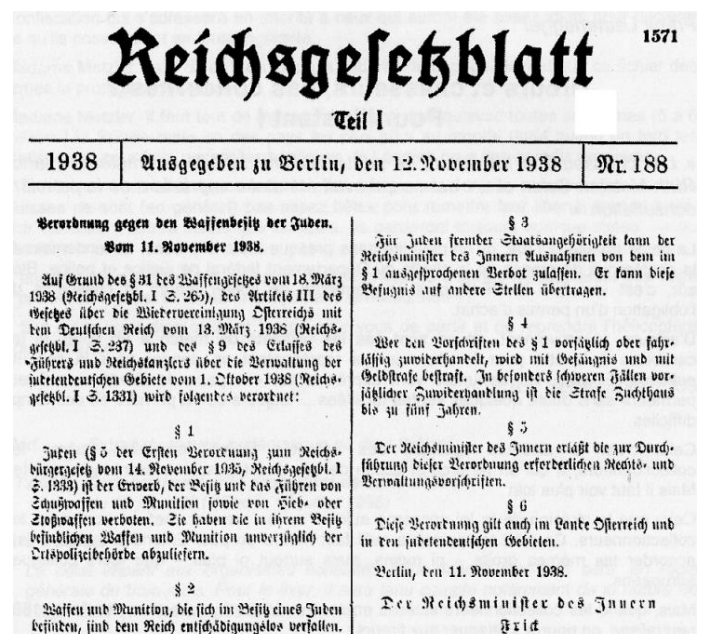 1571
Reichsgesetzblatt
Teil I
1938 Ausgegeben zu Berlin, den 12. November 1938 Nr. 188
Verordnung gegen den Waffenbesitz der Juden.
Vom 11. November 1938.
Auf Grund des § 31 des Waffengesetzes vom 18. März
1938 (Reichsgesetzbl. I S. 265), des Artikels III des
Gesetzes über die Wiedervereinigung Österreichs mit
dem Deutschen Reich vom 13. März 1938 (Reichs-
gesetzbl. I S. 237) und des § 9 des Erlasses
Führers und Reichskanzlers über die Verwaltung der
sudetendeutschen Gebiete vom 1. Oktober 1938 (Reichs-
gesetzbl. I S. 1331) wird folgendes verordnet:
§ 1
Juden (§ 5 der Ersten Verordnung zum Reichs-
bürgergesetz vom 14. November 1935, Reichsgesetzbl. I
S. 1333) ist der Erwerb, der Besitz und das Führen von
Schußwaffen und Munition sowie von Hieb- oder
Stoßwaffen verboten. Sie haben die in ihrem Besitz
befindlichen Waffen und Munition unverzüglich der
Ortspolizeibehörde abzuliefern.
§ 2
Waffen und Munition, die sich im Besitz eines Juden
befinden, sind dem Reich entschädigungslos verfallen.
§ 3
Für Juden fremder Staatsangehörigkeit kann der
Reichsminister des Innern Ausnahmen von dem im
§ 1 ausgesprochenen Verbot zulassen. Er kann diese
Befugnis auf andere Stellen übertragen.
§ 4
Wer den Vorschriften des § 1 vorsätzlich oder fahr-
lässig zuwiderhandelt, wird mit Gefängnis und mit
Geldstrafe bestraft. In besonders schweren Fällen vor-
sätzlicher Zuwiderhandlung ist die Strafe Zuchthaus
bis zu fünf Jahren.
§ 5
Der Reichsminister des Innern erläßt die zur Durch-
führung dieser Verordnung erforderlichen Rechts- und
Verwaltungsvorschriften.
§ 6
Diese Verordnung gilt auch im Lande Österreich und
in den sudetendeutschen Gebieten.
Berlin, den 11. November 1938.
Der Reichsminister des Innern
Frick